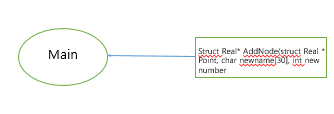 Main
Struct Real* AddNode(struct Real *
Point, char newname[30], int new
number